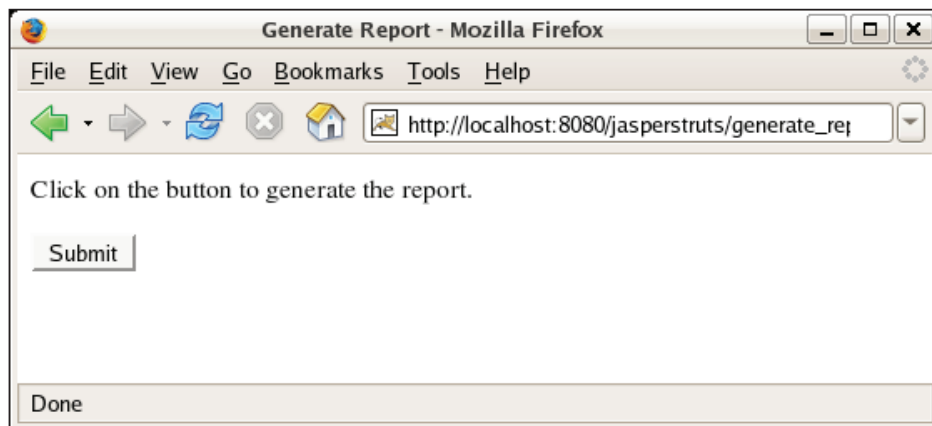 Generate Report - Mozilla Firefox
File Edit View Go Bookmarks Tools Help
http://localhost:8080/jasperstruts/generate_rep
Click on the button to generate the report.
Submit
Done